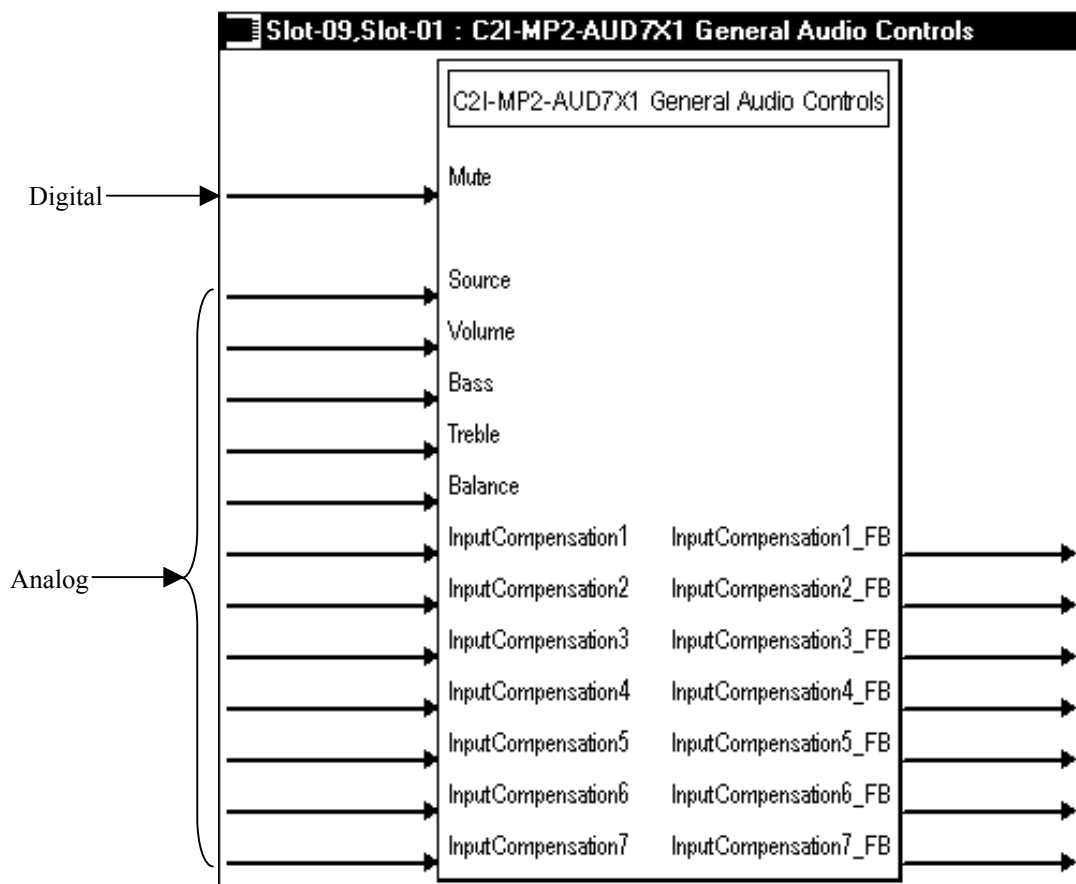 Slot-09,Slot-01 : C2I-MP2-AUD7X1 General Audio Controls
C2I-MP2-AUD7X1 General Audio Controls
Digital
Mute
Source
Volume
Bass
Treble
Balance
InputCompensation1 InputCompensation1_FB
Analog
InputCompensation2 InputCompensation2_FB
InputCompensation3 InputCompensation3_FB
InputCompensation4 InputCompensation4_FB
InputCompensation5 InputCompensation5_FB
InputCompensation6 InputCompensation6_FB
InputCompensation7 InputCompensation7_FB